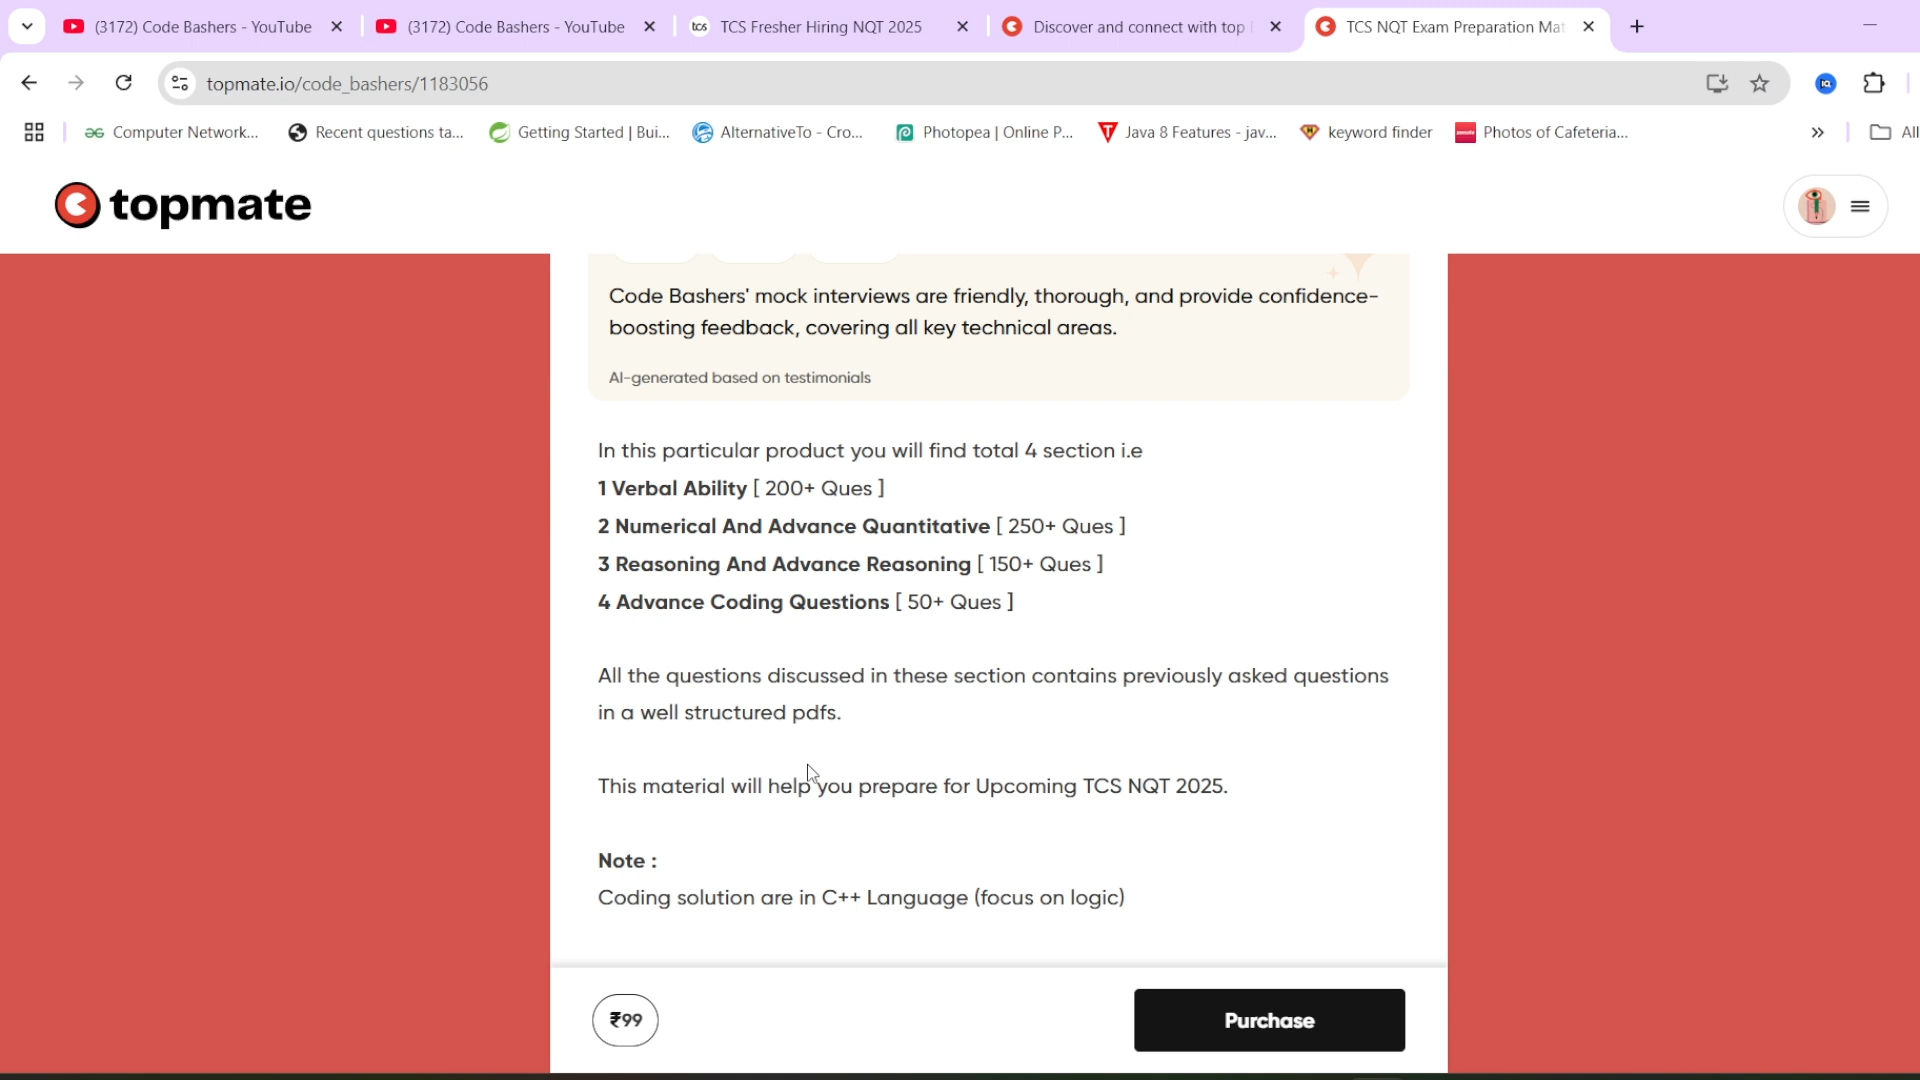 (3172) Code Bashers - YouTube
(3172) Code Bashers - YouTube
tcs
TCS Fresher Hiring NQT 2025
Discover and connect with top
TCS NQT Exam Preparation Mat
topmate.io/code_bashers/1183056
Computer Network...
Recent questions ta...
Getting Started | Bui...
AlternativeTo - Cro...
Photopea | Online P...
Java 8 Features - jav...
keyword finder
Photos of Cafeteria...
All
topmate
Code Bashers' mock interviews are friendly, thorough, and provide confidence-
boosting feedback, covering all key technical areas.
AI-generated based on testimonials
In this particular product you will find total 4 section i.e
1 Verbal Ability [ 200+ Ques ]
2 Numerical And Advance Quantitative [ 250+ Ques ]
3 Reasoning And Advance Reasoning [ 150+ Ques ]
4 Advance Coding Questions [ 50+ Ques ]
All the questions discussed in these section contains previously asked questions
in a well structured pdfs.
This material will help you prepare for Upcoming TCS NQT 2025.
Note :
Coding solution are in C++ Language (focus on logic)
₹99
Purchase